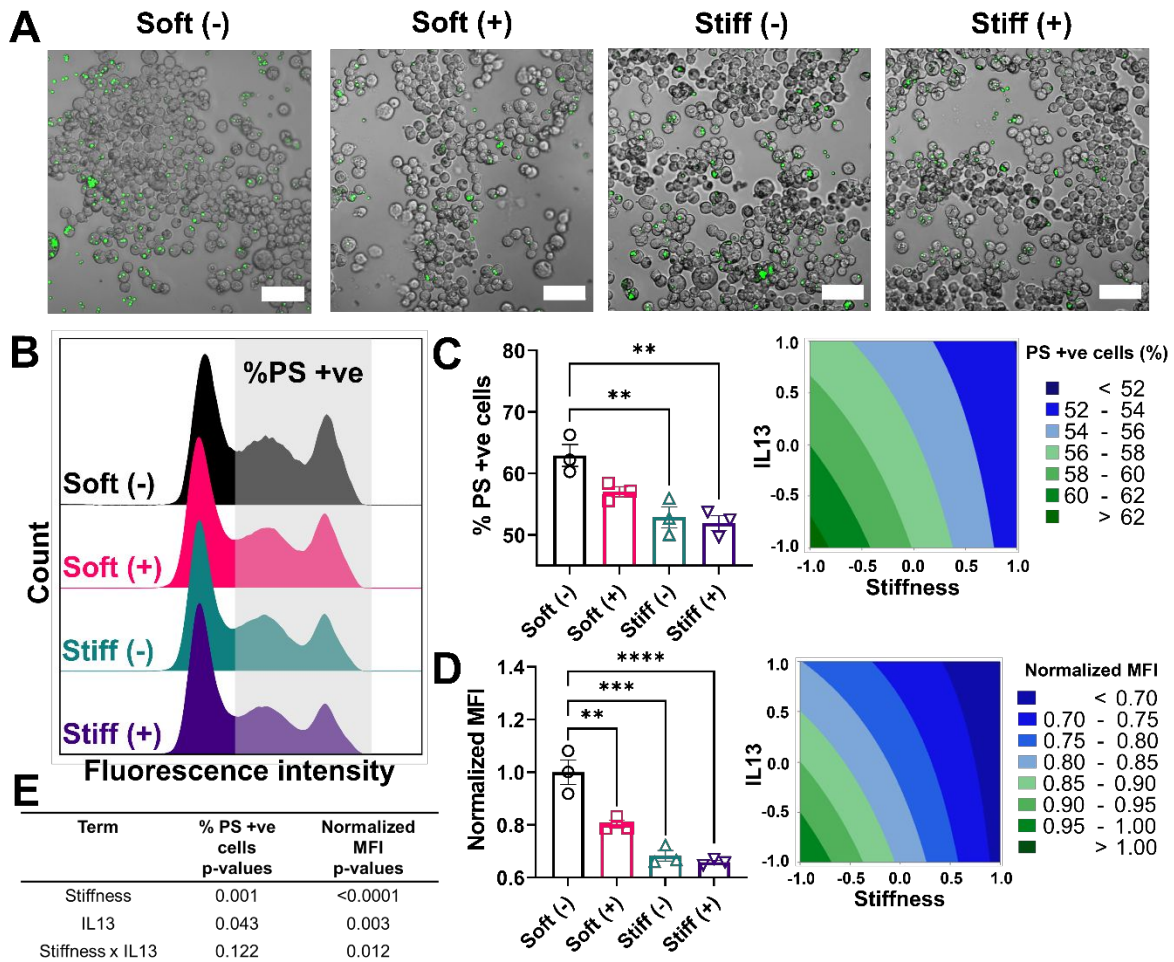 A
Soft (-)
Soft (+)
Stiff (-)
Stiff (+)
B
%PS +ve
Soft (-)
Soft (+)
Stiff (-)
Stiff (+)
Count
Fluorescence intensity
C
% PS +ve cells
80
70
60
50
**
**
Soft (-)
Soft (+)
Stiff (-)
Stiff (+)
IL13
1.0
0.5
0.0
-0.5
-1.0
-1.0 -0.5 0.0 0.5 1.0
Stiffness
PS +ve cells (%)
< 52
52 - 54
54 - 56
56 - 58
58 - 60
60 - 62
> 62
D
Normalized MFI
1.4
1.2
1.0
0.8
0.6
****
***
**
Soft (-)
Soft (+)
Stiff (-)
Stiff (+)
IL13
1.0
0.5
0.0
-0.5
-1.0
-1.0 -0.5 0.0 0.5 1.0
Stiffness
Normalized MFI
< 0.70
0.70 - 0.75
0.75 - 0.80
0.80 - 0.85
0.85 - 0.90
0.90 - 0.95
0.95 - 1.00
> 1.00
E
Term
% PS +ve
cells
p-values
Normalized
MFI
p-values
Stiffness 0.001 <0.0001
IL13 0.043 0.003
Stiffness x IL13 0.122 0.012